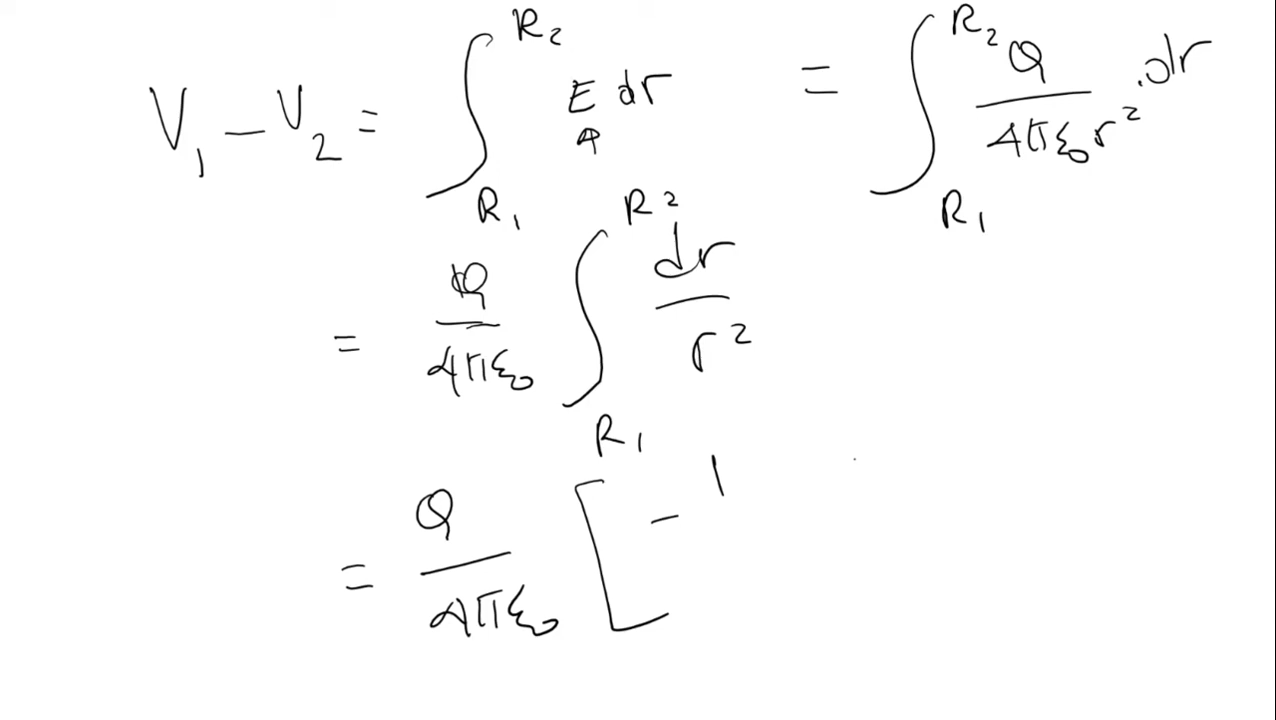 V₁ - V₂ = ∫_{R₁}^{R₂} E dr = ∫_{R₁}^{R₂} Q / 4πε₀r² . dr
= Q / 4πε₀ ∫_{R₁}^{R₂} dr / r²
= Q / 4πε₀ [ - 1